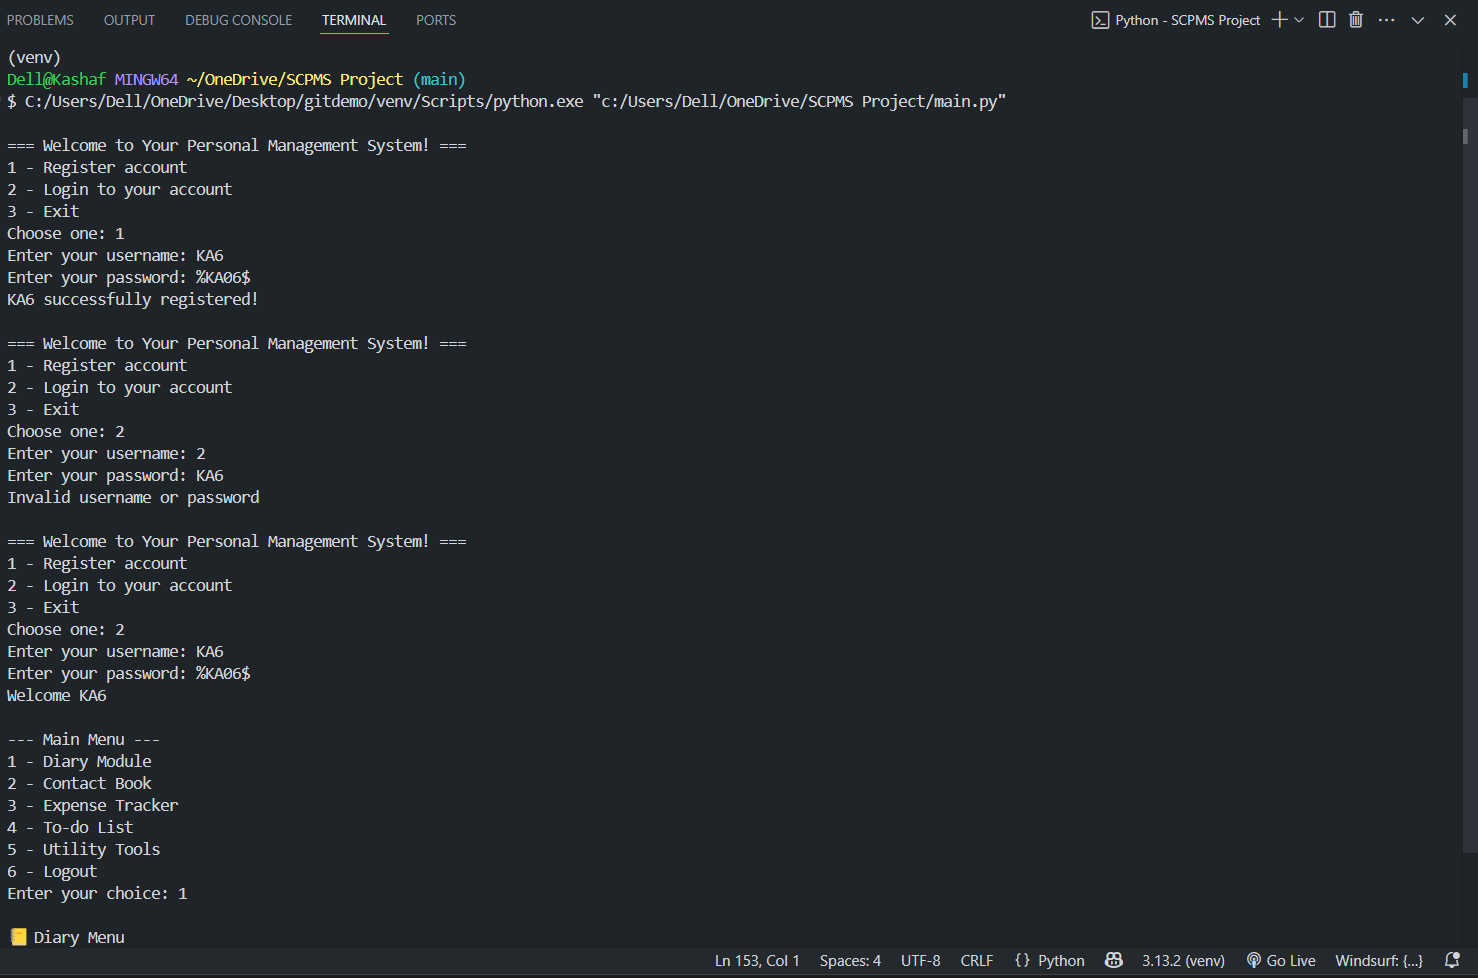 PROBLEMS OUTPUT DEBUG CONSOLE TERMINAL PORTS Python - SCPMS Project
(venv)
Dell@Kashaf MINGW64 ~/OneDrive/SCPMS Project (main)
$ C:/Users/Dell/OneDrive/Desktop/gitdemo/venv/Scripts/python.exe "c:/Users/Dell/OneDrive/SCPMS Project/main.py"
=== Welcome to Your Personal Management System! ===
1 - Register account
2 - Login to your account
3 - Exit
Choose one: 1
Enter your username: KA6
Enter your password: %KA06$
KA6 successfully registered!
=== Welcome to Your Personal Management System! ===
1 - Register account
2 - Login to your account
3 - Exit
Choose one: 2
Enter your username: 2
Enter your password: KA6
Invalid username or password
=== Welcome to Your Personal Management System! ===
1 - Register account
2 - Login to your account
3 - Exit
Choose one: 2
Enter your username: KA6
Enter your password: %KA06$
Welcome KA6
--- Main Menu ---
1 - Diary Module
2 - Contact Book
3 - Expense Tracker
4 - To-do List
5 - Utility Tools
6 - Logout
Enter your choice: 1
📒 Diary Menu
Ln 153, Col 1 Spaces: 4 UTF-8 CRLF {} Python 3.13.2 (venv) Go Live Windsurf: {...}